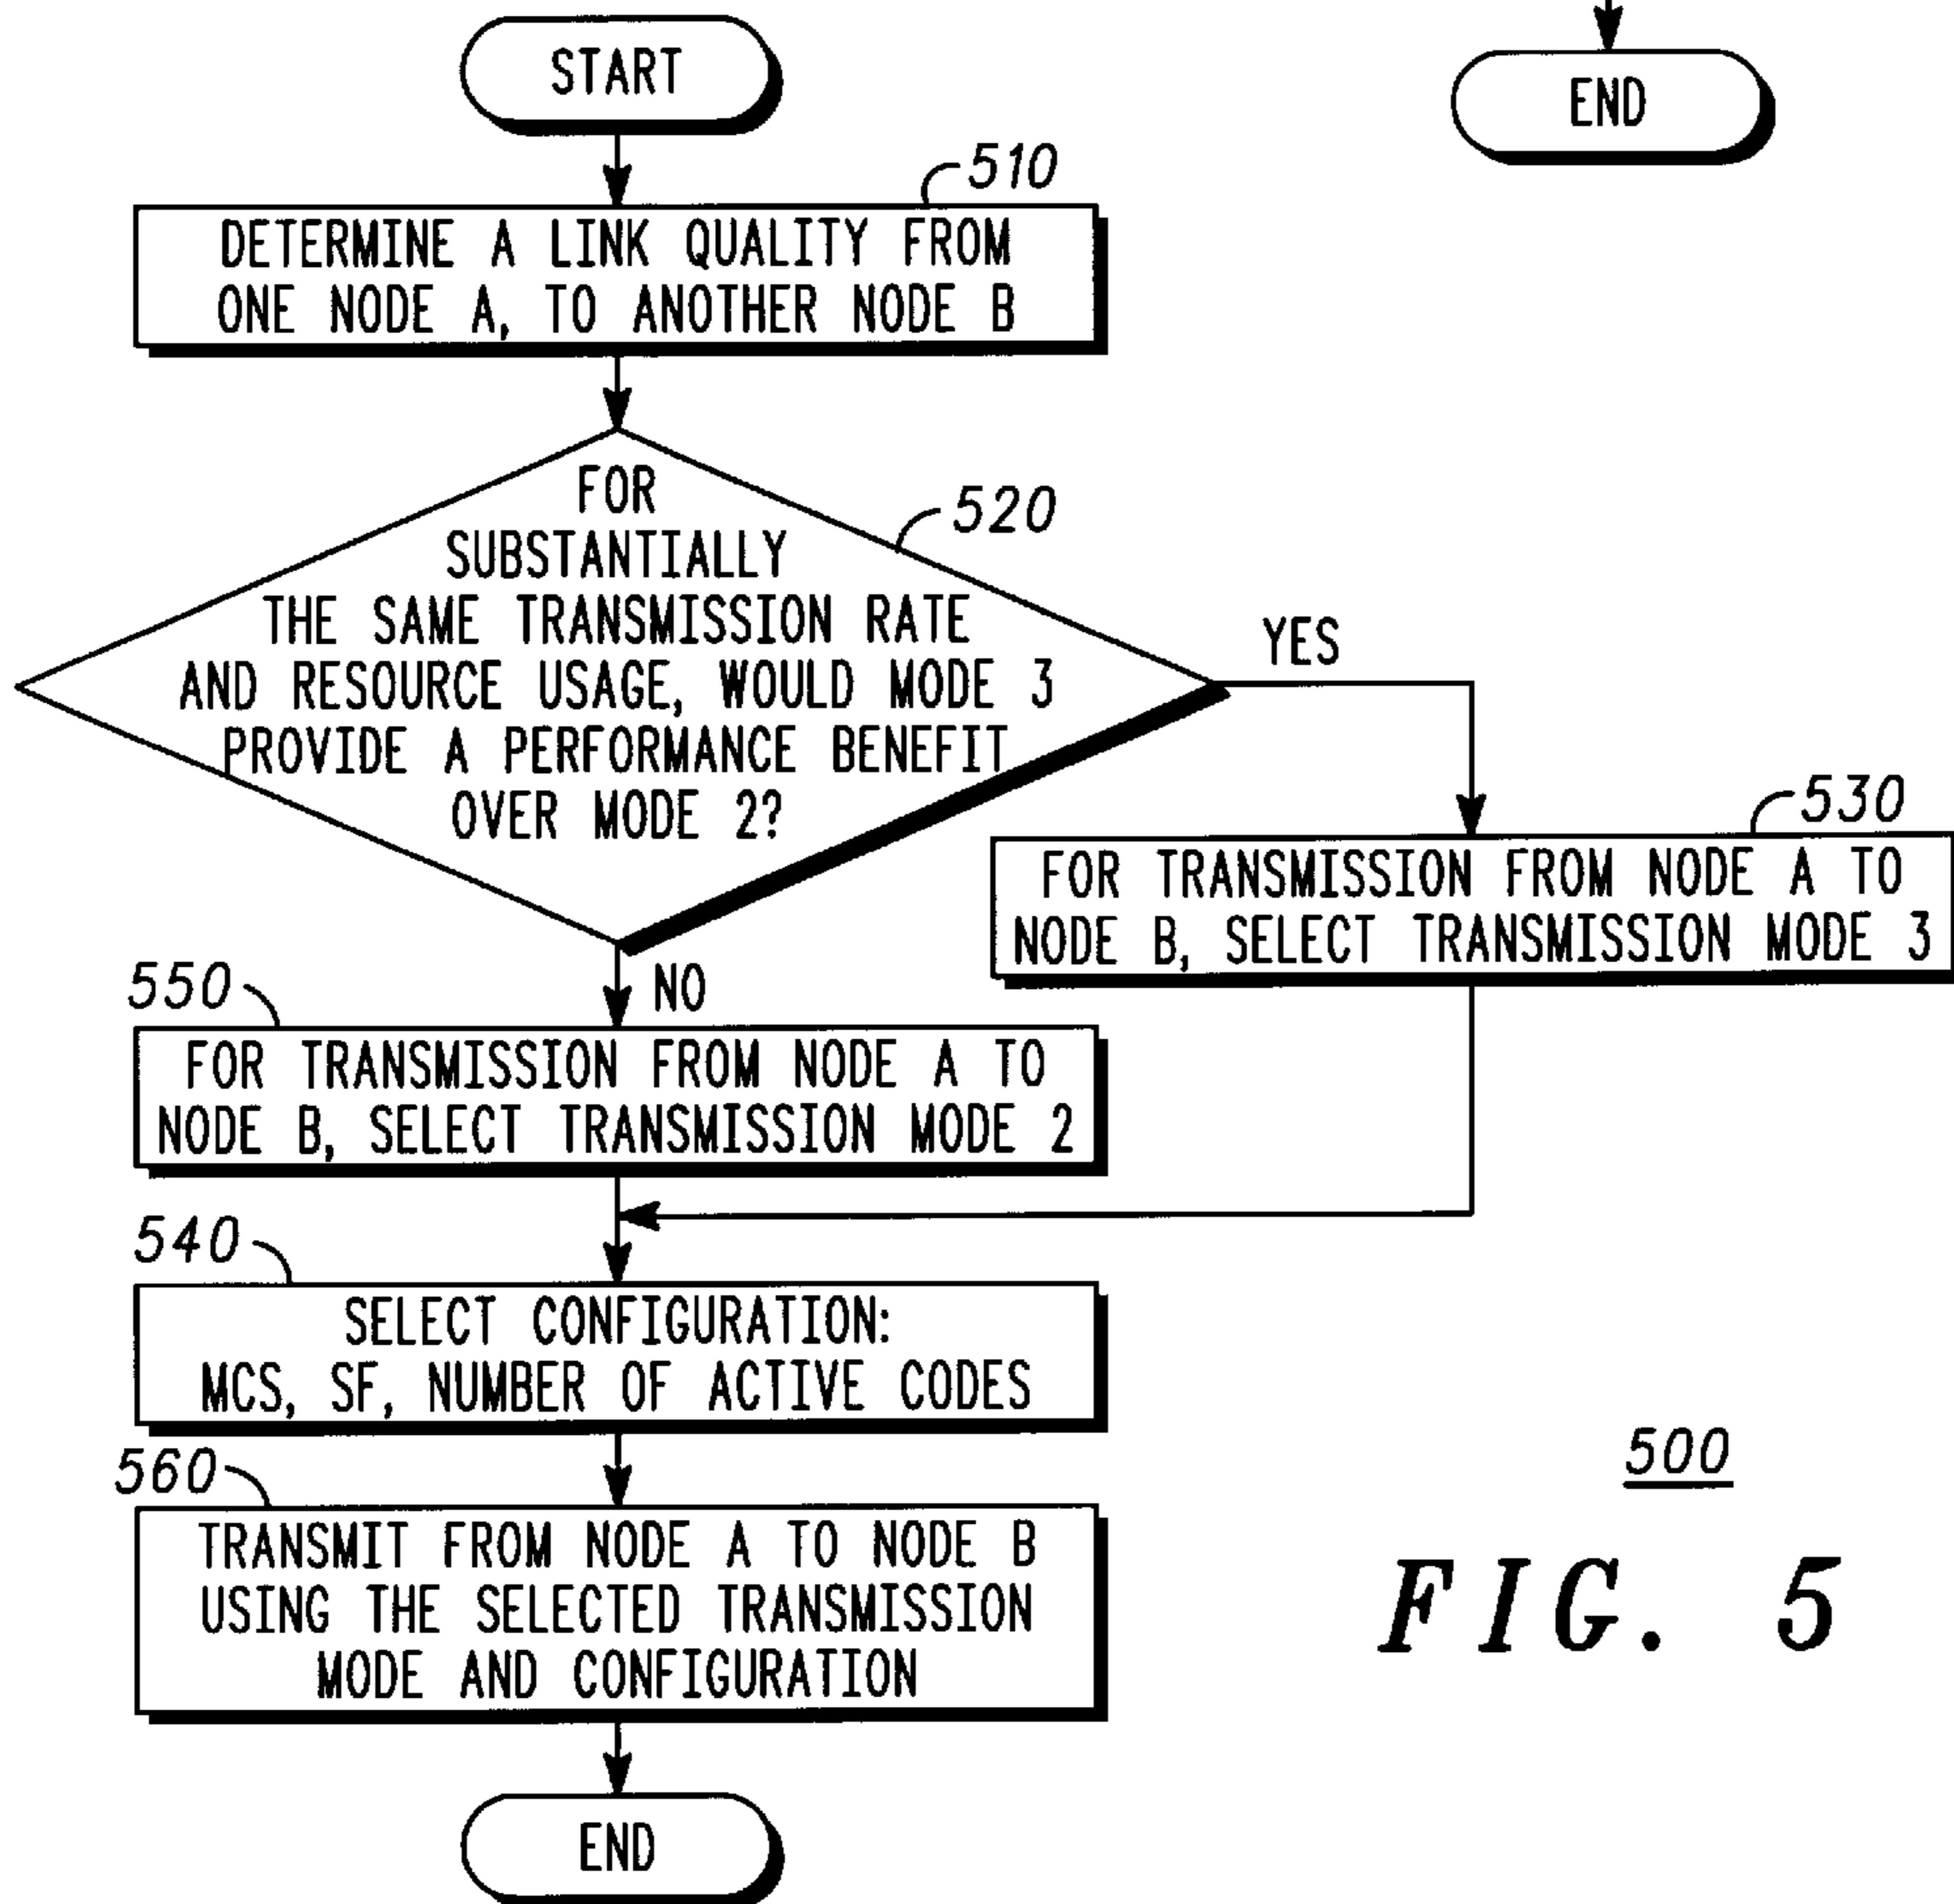 START
END
510
DETERMINE A LINK QUALITY FROM
ONE NODE A, TO ANOTHER NODE B
520
FOR
SUBSTANTIALLY
THE SAME TRANSMISSION RATE
AND RESOURCE USAGE, WOULD MODE 3
PROVIDE A PERFORMANCE BENEFIT
OVER MODE 2?
YES
530
FOR TRANSMISSION FROM NODE A TO
NODE B, SELECT TRANSMISSION MODE 3
NO
550
FOR TRANSMISSION FROM NODE A TO
NODE B, SELECT TRANSMISSION MODE 2
540
SELECT CONFIGURATION:
MCS, SF, NUMBER OF ACTIVE CODES
560
TRANSMIT FROM NODE A TO NODE B
USING THE SELECTED TRANSMISSION
MODE AND CONFIGURATION
END
500
FIG. 5